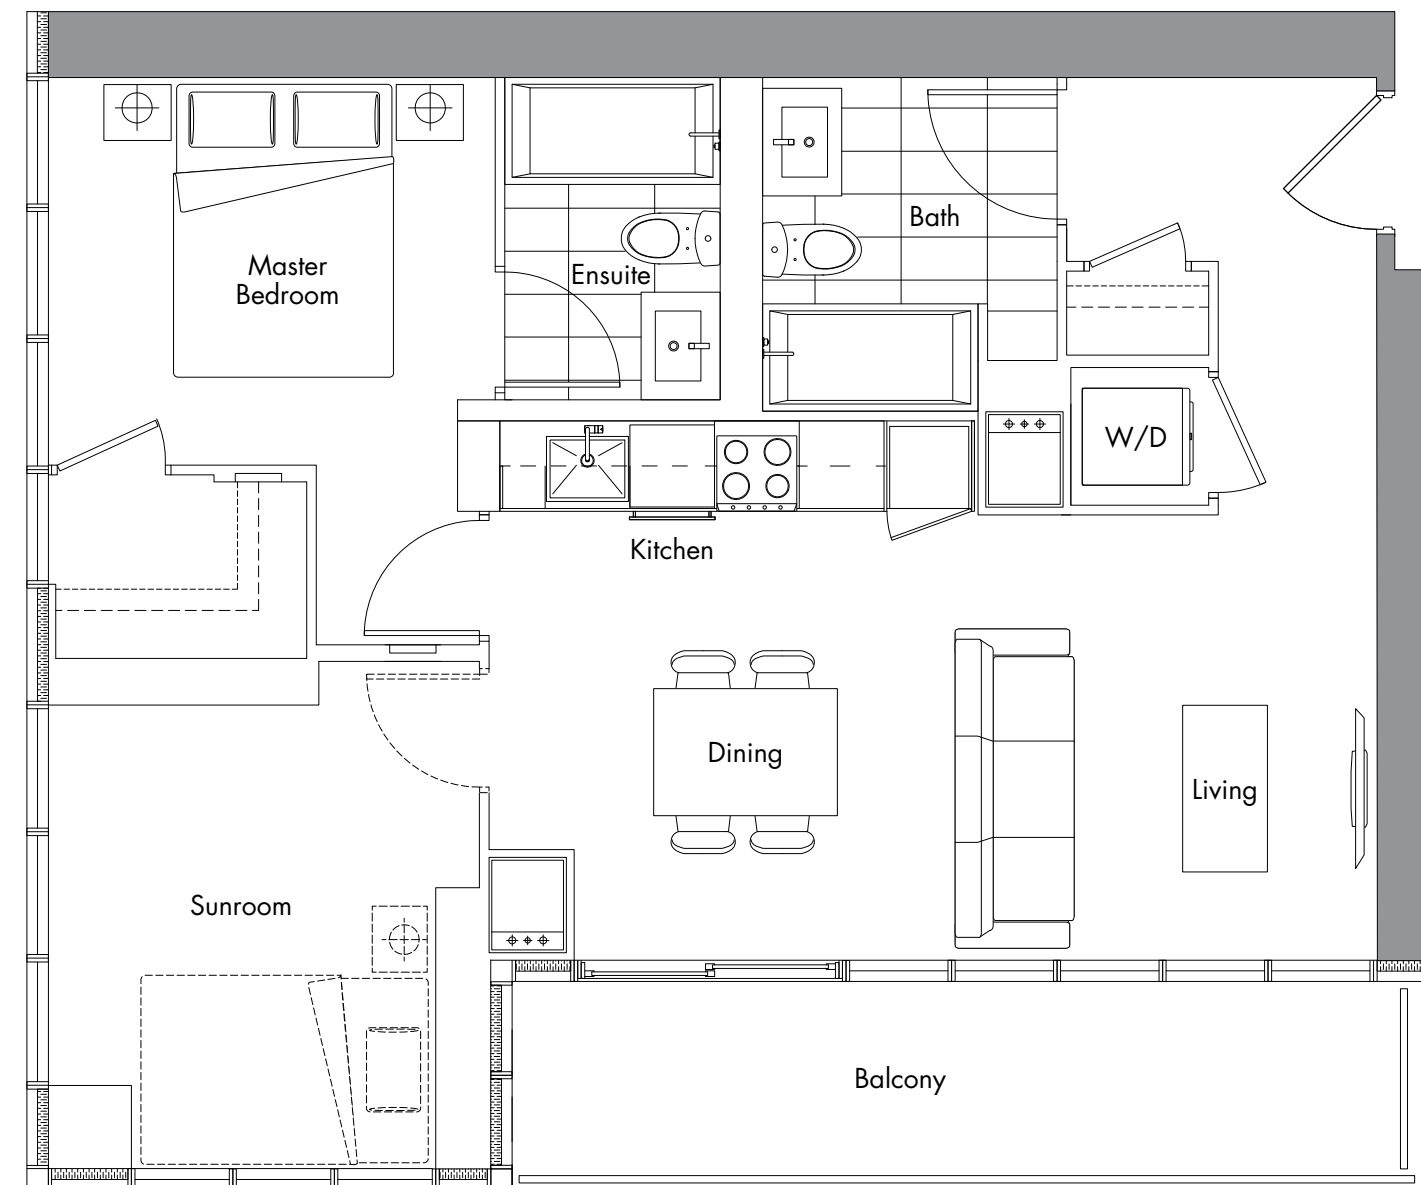 Master
Bedroom
Ensuite
Bath
W/D
Kitchen
Dining
Living
Sunroom
Balcony